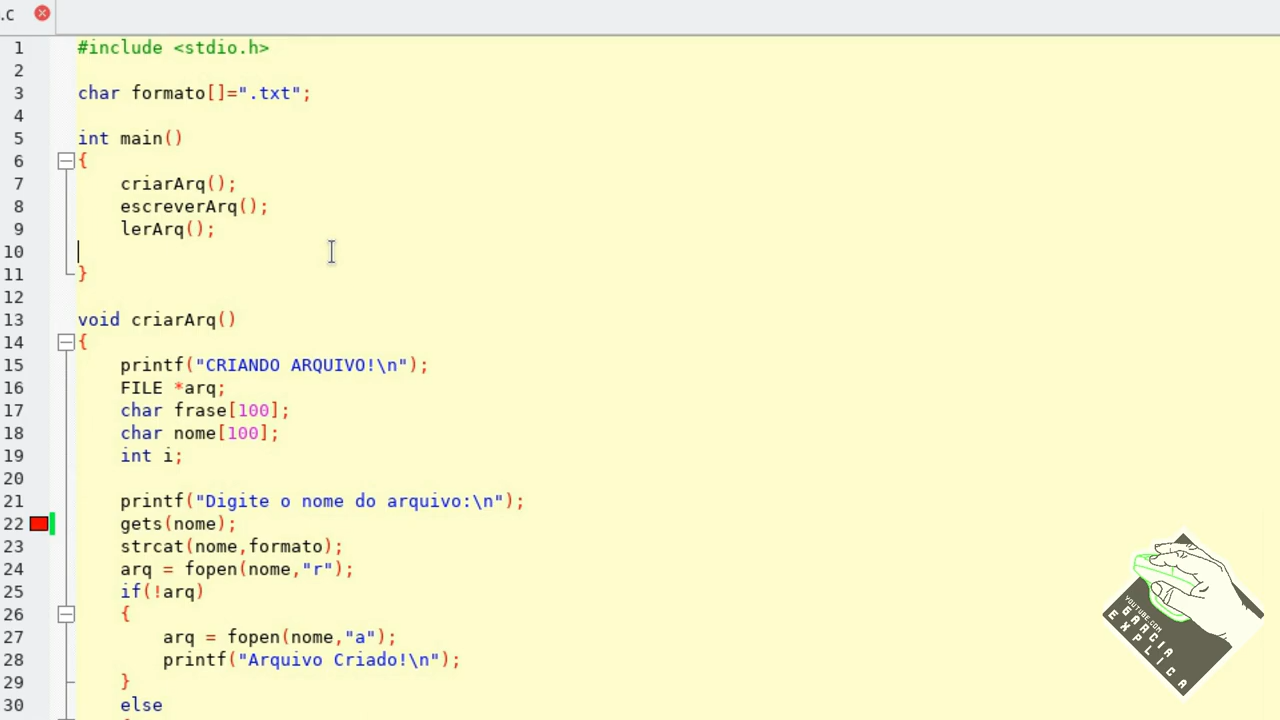 .c
1 #include <stdio.h>
2
3 char formato[]=".txt";
4
5 int main()
6 {
7 criarArq();
8 escreverArq();
9 lerArq();
10
11 }
12
13 void criarArq()
14 {
15 printf("CRIANDO ARQUIVO!\n");
16 FILE *arq;
17 char frase[100];
18 char nome[100];
19 int i;
20
21 printf("Digite o nome do arquivo:\n");
22 gets(nome);
23 strcat(nome,formato);
24 arq = fopen(nome,"r");
25 if(!arq)
26 {
27 arq = fopen(nome,"a");
28 printf("Arquivo Criado!\n");
29 }
30 else
YOUTUBE.COM
GARCIA
EXPLICA